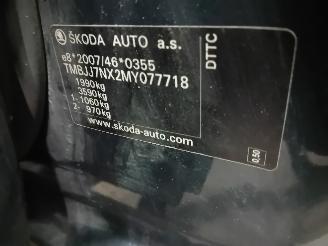 ŠKODA AUTO a.s.
e8*2007/46*0355
TMBJJ7NX2MY077718
1990kg
3590kg
1- 1060kg
2- 970kg
www.skoda-auto.com
DTTC
0.50